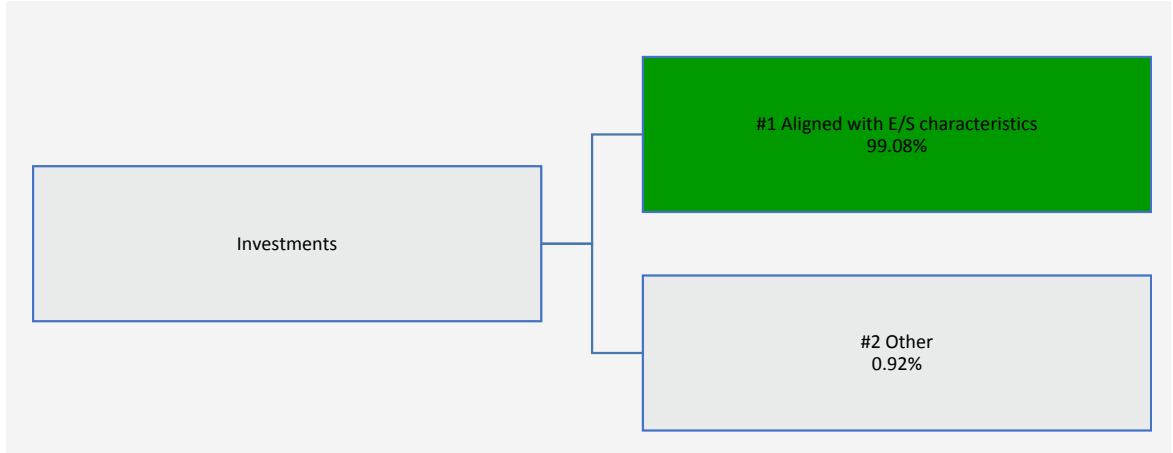 #1 Aligned with E/S characteristics
99.08%
Investments
#2 Other
0.92%